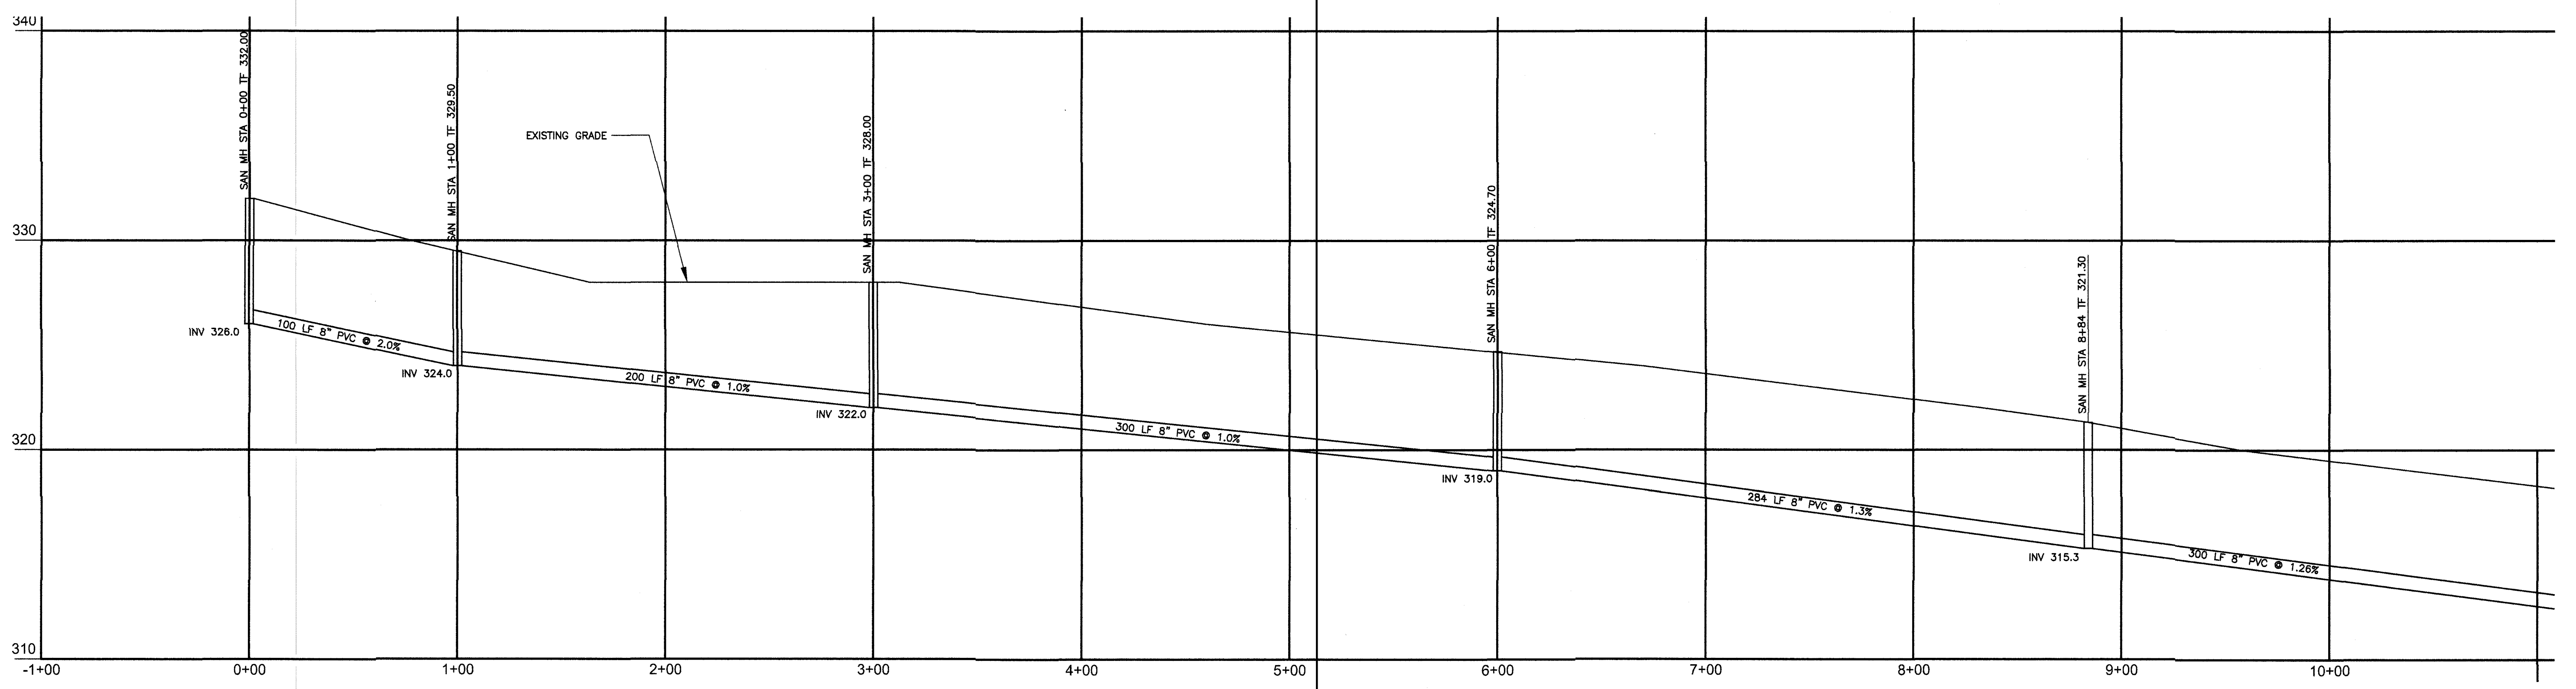 340
SAN MH STA 0+00 TF 332.00
SAN MH STA 1+00 TF 329.50
EXISTING GRADE
SAN MH STA 3+00 TF 328.00
SAN MH STA 6+00 TF 324.70
SAN MH STA 8+84 TF 321.30
330
INV 326.0
100 LF 8" PVC @ 2.0%
INV 324.0
200 LF 8" PVC @ 1.0%
INV 322.0
300 LF 8" PVC @ 1.0%
320
INV 319.0
284 LF 8" PVC @ 1.3%
INV 315.3
300 LF 8" PVC @ 1.26%
310
-1+00 0+00 1+00 2+00 3+00 4+00 5+00 6+00 7+00 8+00 9+00 10+00